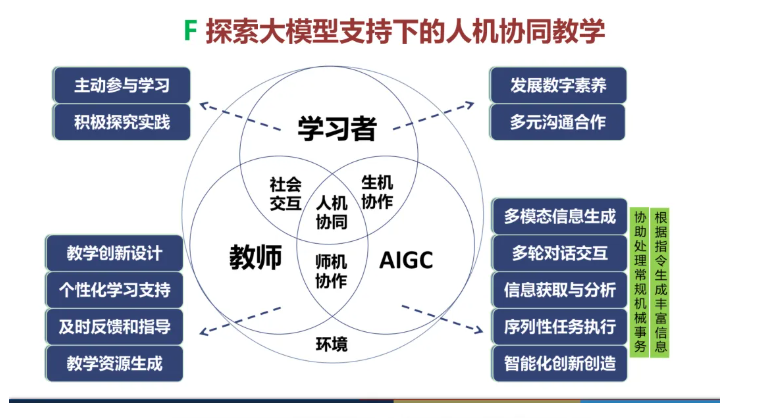 F 探索大模型支持下的人机协同教学
主动参与学习
积极探究实践
发展数字素养
多元沟通合作
学习者
社会
交互
生机
协作
人机
协同
教师
师机
协作
AIGC
环境
教学创新设计
个性化学习支持
及时反馈和指导
教学资源生成
多模态信息生成
多轮对话交互
信息获取与分析
序列性任务执行
智能化创新创造
协助处理常规机械事务
根据指令生成丰富信息